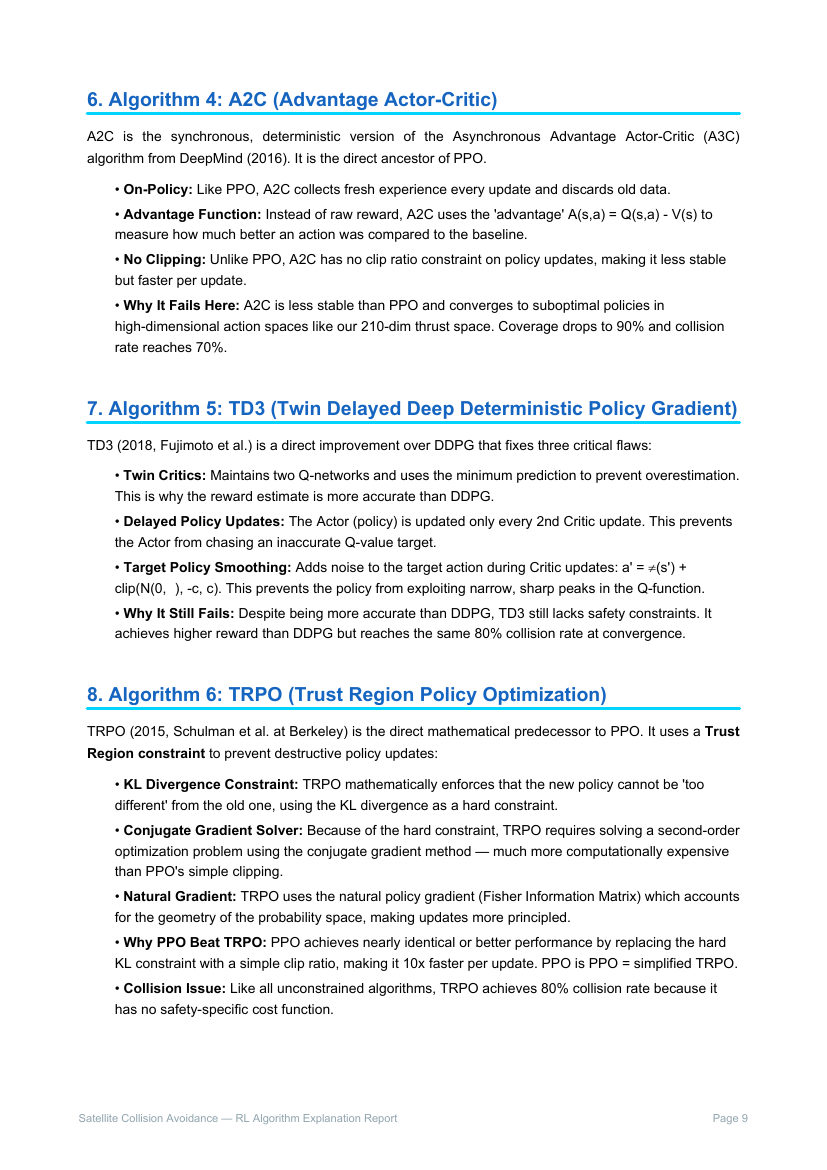 6. Algorithm 4: A2C (Advantage Actor-Critic)
A2C is the synchronous, deterministic version of the Asynchronous Advantage Actor-Critic (A3C)
algorithm from DeepMind (2016). It is the direct ancestor of PPO.
• On-Policy: Like PPO, A2C collects fresh experience every update and discards old data.
• Advantage Function: Instead of raw reward, A2C uses the 'advantage' A(s,a) = Q(s,a) - V(s) to
measure how much better an action was compared to the baseline.
• No Clipping: Unlike PPO, A2C has no clip ratio constraint on policy updates, making it less stable
but faster per update.
• Why It Fails Here: A2C is less stable than PPO and converges to suboptimal policies in
high-dimensional action spaces like our 210-dim thrust space. Coverage drops to 90% and collision
rate reaches 70%.
7. Algorithm 5: TD3 (Twin Delayed Deep Deterministic Policy Gradient)
TD3 (2018, Fujimoto et al.) is a direct improvement over DDPG that fixes three critical flaws:
• Twin Critics: Maintains two Q-networks and uses the minimum prediction to prevent overestimation.
This is why the reward estimate is more accurate than DDPG.
• Delayed Policy Updates: The Actor (policy) is updated only every 2nd Critic update. This prevents
the Actor from chasing an inaccurate Q-value target.
• Target Policy Smoothing: Adds noise to the target action during Critic updates: a' = ≠(s') +
clip(N(0, ), -c, c). This prevents the policy from exploiting narrow, sharp peaks in the Q-function.
• Why It Still Fails: Despite being more accurate than DDPG, TD3 still lacks safety constraints. It
achieves higher reward than DDPG but reaches the same 80% collision rate at convergence.
8. Algorithm 6: TRPO (Trust Region Policy Optimization)
TRPO (2015, Schulman et al. at Berkeley) is the direct mathematical predecessor to PPO. It uses a Trust
Region constraint to prevent destructive policy updates:
• KL Divergence Constraint: TRPO mathematically enforces that the new policy cannot be 'too
different' from the old one, using the KL divergence as a hard constraint.
• Conjugate Gradient Solver: Because of the hard constraint, TRPO requires solving a second-order
optimization problem using the conjugate gradient method — much more computationally expensive
than PPO's simple clipping.
• Natural Gradient: TRPO uses the natural policy gradient (Fisher Information Matrix) which accounts
for the geometry of the probability space, making updates more principled.
• Why PPO Beat TRPO: PPO achieves nearly identical or better performance by replacing the hard
KL constraint with a simple clip ratio, making it 10x faster per update. PPO is PPO = simplified TRPO.
• Collision Issue: Like all unconstrained algorithms, TRPO achieves 80% collision rate because it
has no safety-specific cost function.
Satellite Collision Avoidance — RL Algorithm Explanation Report
Page 9